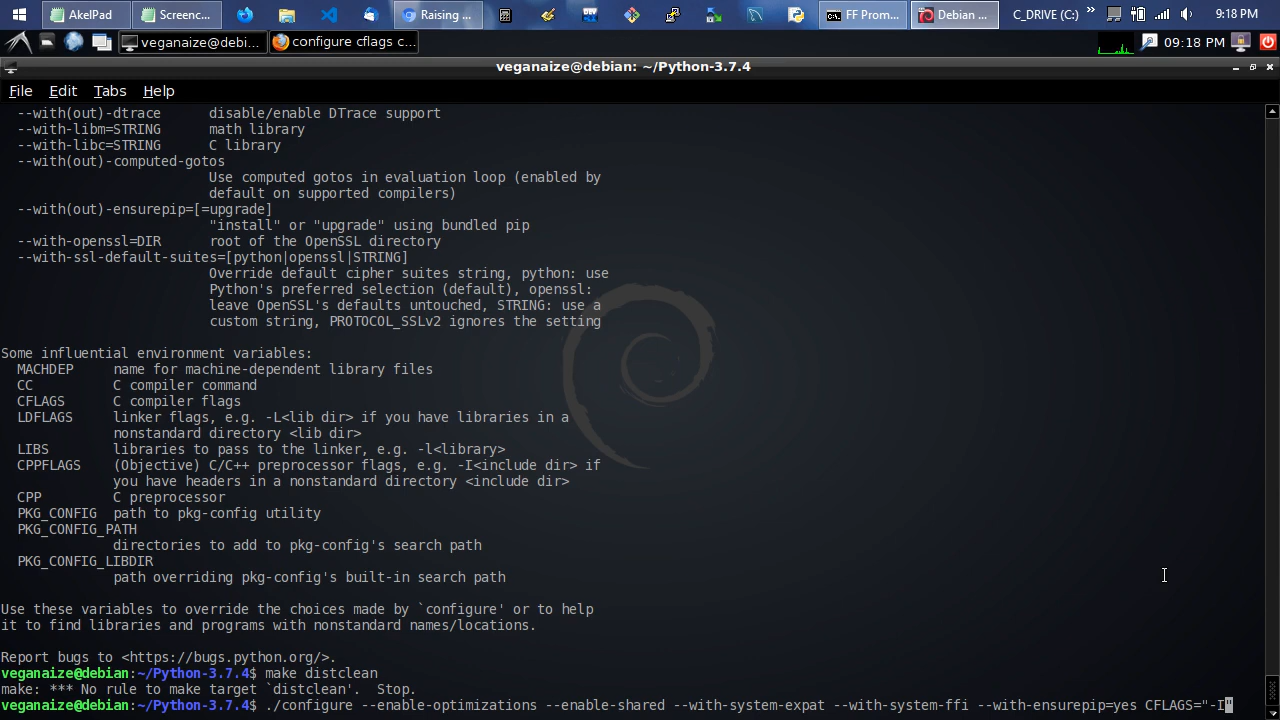 AkelPad
Screenc...
Raising ...
FF Prom...
Debian ...
C_DRIVE (C:)
9:18 PM
veganaize@debi...
configure cflags c...
09:18 PM
veganaize@debian: ~/Python-3.7.4
File Edit Tabs Help
--with(out)-dtrace disable/enable DTrace support
--with-libm=STRING math library
--with-libc=STRING C library
--with(out)-computed-gotos
Use computed gotos in evaluation loop (enabled by
default on supported compilers)
--with(out)-ensurepip=[=upgrade]
"install" or "upgrade" using bundled pip
--with-openssl=DIR root of the OpenSSL directory
--with-ssl-default-suites=[python|openssl|STRING]
Override default cipher suites string, python: use
Python's preferred selection (default), openssl:
leave OpenSSL's defaults untouched, STRING: use a
custom string, PROTOCOL_SSLv2 ignores the setting
Some influential environment variables:
MACHDEP name for machine-dependent library files
CC C compiler command
CFLAGS C compiler flags
LDFLAGS linker flags, e.g. -L<lib dir> if you have libraries in a
nonstandard directory <lib dir>
LIBS libraries to pass to the linker, e.g. -l<library>
CPPFLAGS (Objective) C/C++ preprocessor flags, e.g. -I<include dir> if
you have headers in a nonstandard directory <include dir>
CPP C preprocessor
PKG_CONFIG path to pkg-config utility
PKG_CONFIG_PATH
directories to add to pkg-config's search path
PKG_CONFIG_LIBDIR
path overriding pkg-config's built-in search path
Use these variables to override the choices made by `configure' or to help
it to find libraries and programs with nonstandard names/locations.
Report bugs to <https://bugs.python.org/>.
veganaize@debian:~/Python-3.7.4$ make distclean
make: *** No rule to make target `distclean'.  Stop.
veganaize@debian:~/Python-3.7.4$ ./configure --enable-optimizations --enable-shared --with-system-expat --with-system-ffi --with-ensurepip=yes CFLAGS="-I"